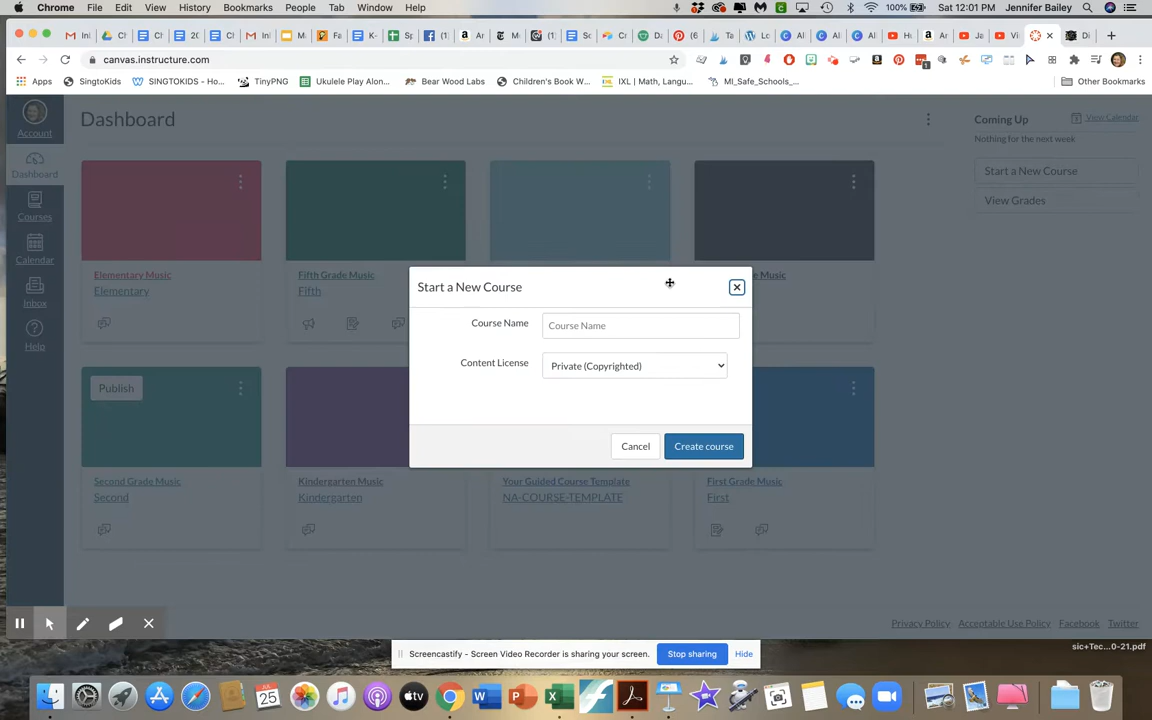 Chrome File Edit View History Bookmarks People Tab Window Help 100% Sat 12:01 PM Jennifer Bailey
canvas.instructure.com
Apps SingtoKids SINGTOKIDS - Ho... TinyPNG Ukulele Play Alon... Bear Wood Labs Children's Book W... IXL | Math, Langu... MI_Safe_Schools_... Other Bookmarks
Account
Dashboard
Courses
Calendar
Inbox
Help
Dashboard
Coming Up View Calendar
Nothing for the next week
Start a New Course
View Grades
Elementary Music
Elementary
Fifth Grade Music
Fifth
Music
Start a New Course
Course Name
Course Name
Content License
Private (Copyrighted)
Cancel Create course
Publish
Second Grade Music
Second
Kindergarten Music
Kindergarten
Your Guided Course Template
NA-COURSE-TEMPLATE
First Grade Music
First
Privacy Policy Acceptable Use Policy Facebook Twitter
Screencastify - Screen Video Recorder is sharing your screen. Stop sharing Hide
sic+Tec...0-21.pdf
25
tv